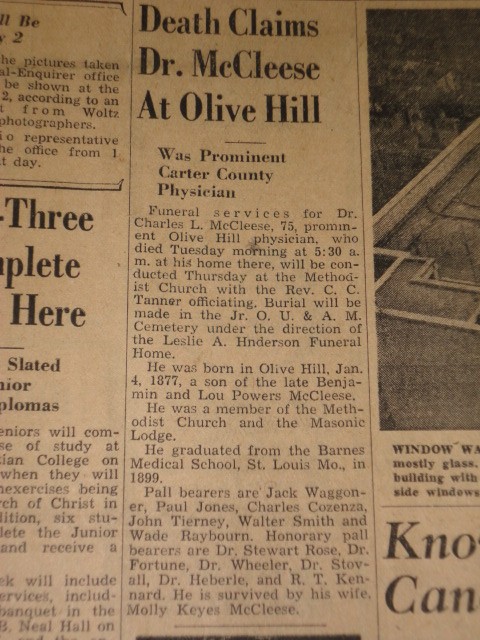 ll Be
y 2
he pictures taken
al-Enquirer office
be shown at the
2, according to an
t from Woltz
photographers.
io representative
he office from 1
t day.
-Three
mplete
Here
Slated
nior
plomas
eniors will com-
se of study at
ian College on
when they will
nexercises being
rch of Christ in
lition, six stu-
lete the Junior
and receive a
ek will include
ervices, includ-
banquet in the
B. Neal Hall on
Death Claims
Dr. McCleese
At Olive Hill
Was Prominent
Carter County
Physician
Funeral services for Dr.
Charles L. McCleese, 75, promin-
ent Olive Hill physician, who
died Tuesday morning at 5:30 a.
m. at his home there, will be con-
ducted Thursday at the Method-
ist Church with the Rev. C. C.
Tanner officiating. Burial will be
made in the Jr. O. U. & A. M.
Cemetery under the direction of
the Leslie A. Hnderson Funeral
Home.
He was born in Olive Hill, Jan.
4, 1877, a son of the late Benja-
min and Lou Powers McCleese.
He was a member of the Meth-
odist Church and the Masonic
Lodge.
He graduated from the Barnes
Medical School, St. Louis Mo., in
1899.
Pall bearers are Jack Waggon-
er, Paul Jones, Charles Cozenza,
John Tierney, Walter Smith and
Wade Raybourn. Honorary pall
bearers are Dr. Stewart Rose, Dr.
Fortune, Dr. Wheeler, Dr. Stov-
all, Dr. Heberle, and R. T. Ken-
nard. He is survived by his wife,
Molly Keyes McCleese.
WINDOW WA
mostly glass.
building with
side windows
Kno
Can